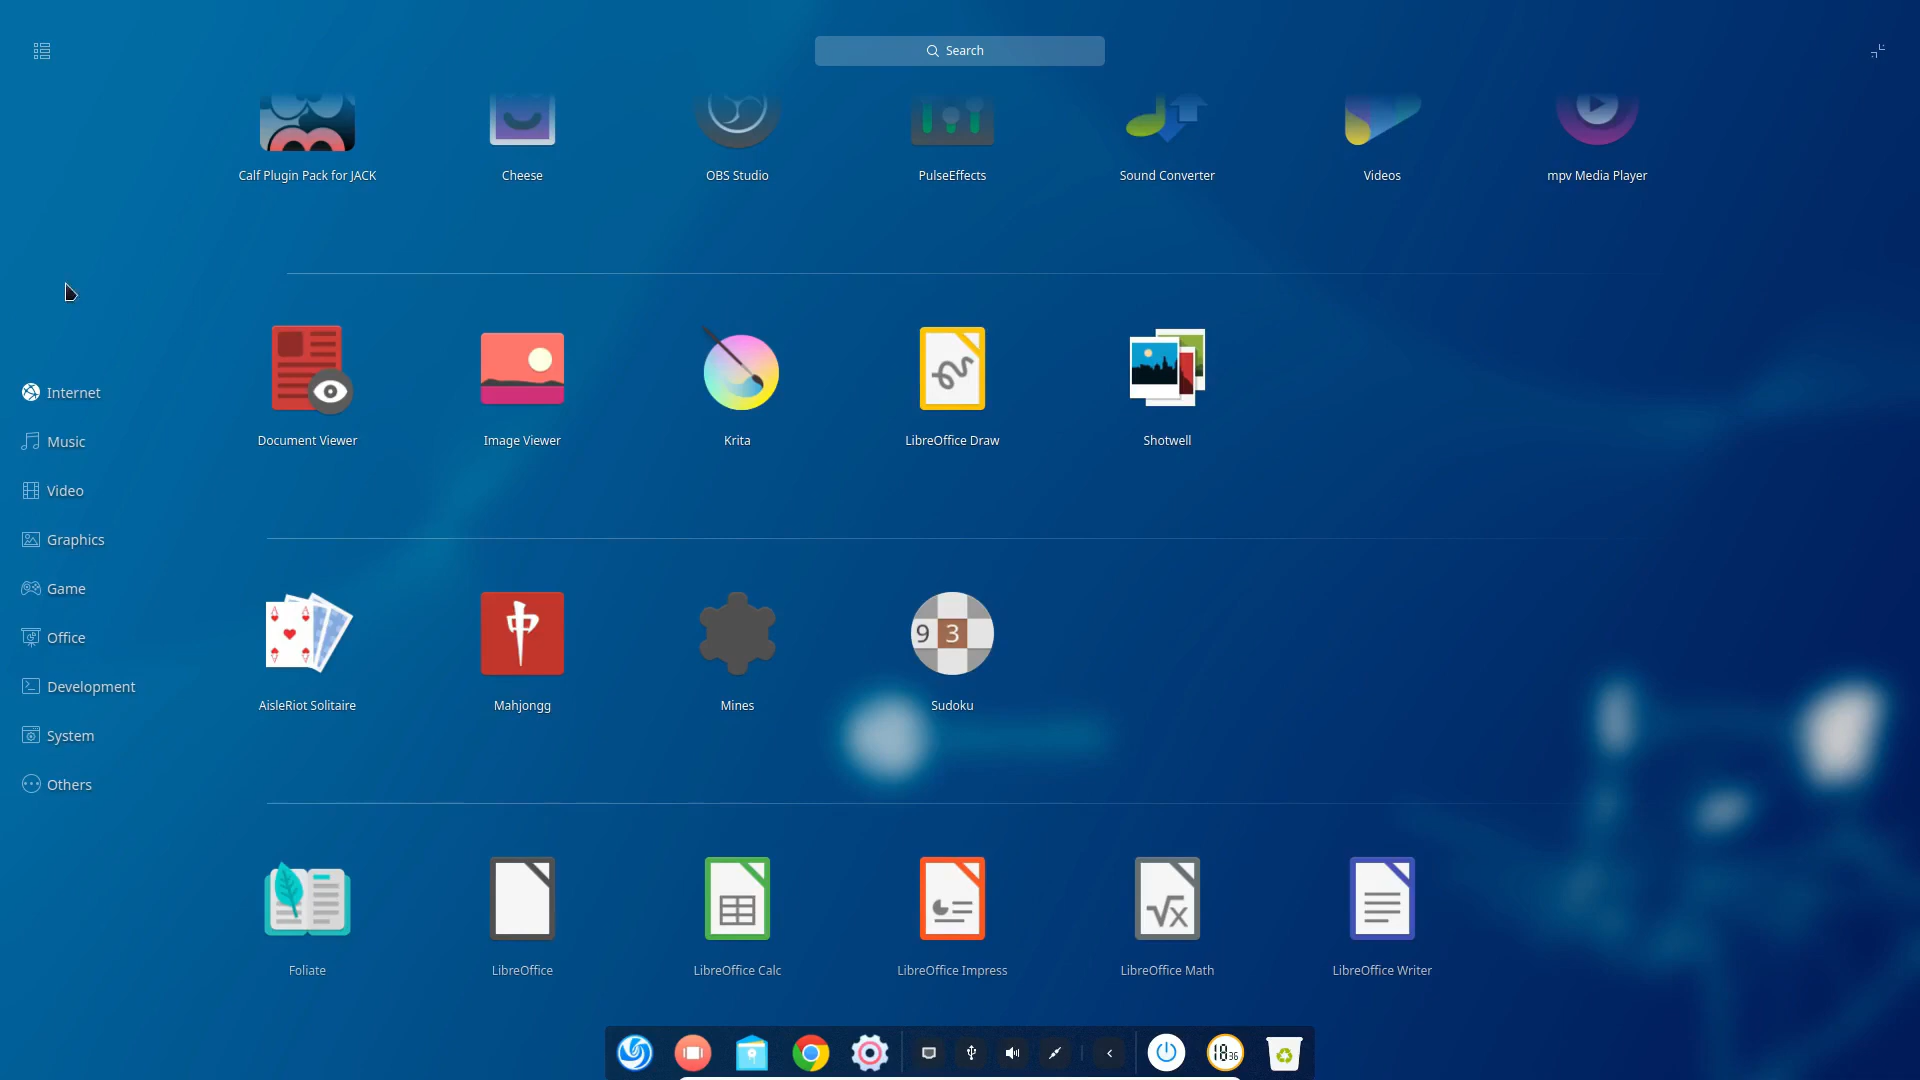 Search
Calf Plugin Pack for JACK
Cheese
OBS Studio
PulseEffects
Sound Converter
Videos
mpv Media Player
Document Viewer
Image Viewer
Krita
LibreOffice Draw
Shotwell
Internet
Music
Video
Graphics
Game
Office
Development
System
Others
中
9 3
AisleRiot Solitaire
Mahjongg
Mines
Sudoku
√x
Foliate
LibreOffice
LibreOffice Calc
LibreOffice Impress
LibreOffice Math
LibreOffice Writer
18 36